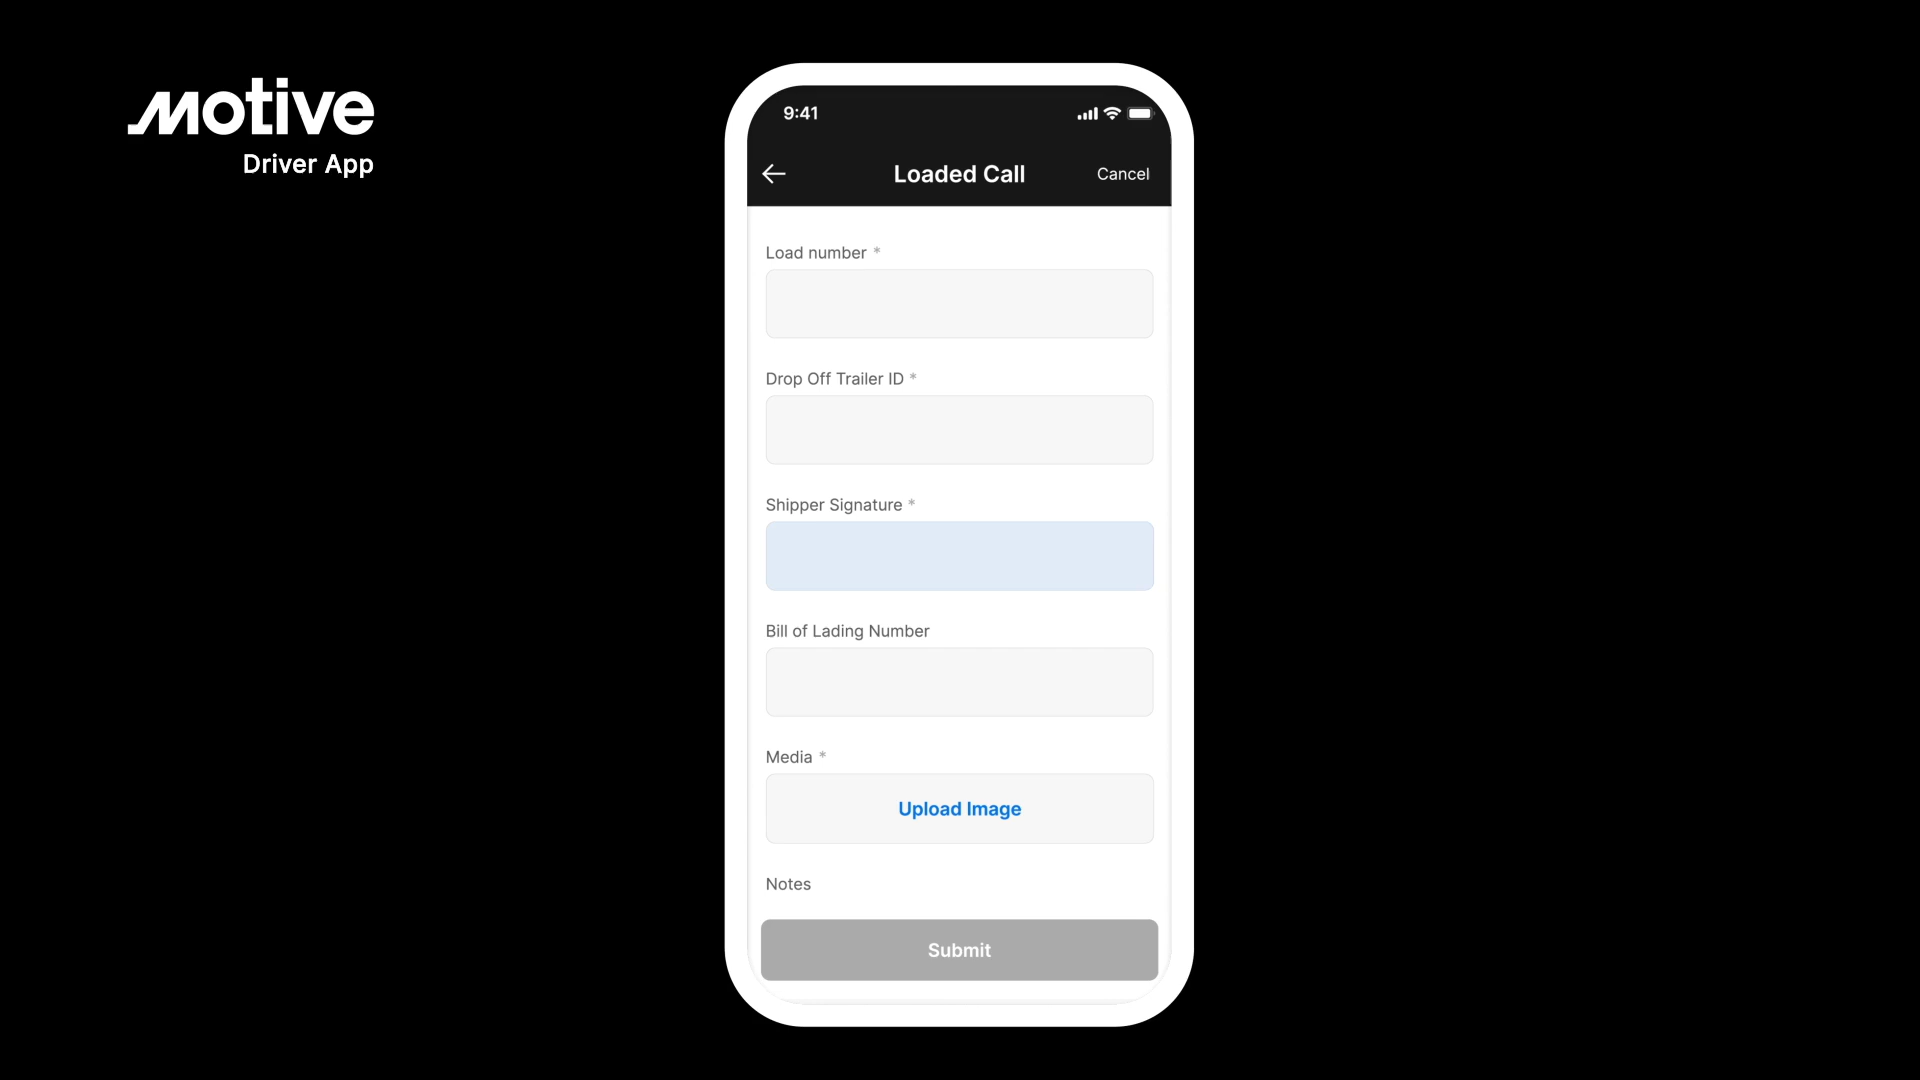 Motive
Driver App
9:41
Loaded Call
Cancel
Load number *
Drop Off Trailer ID *
Shipper Signature *
Bill of Lading Number
Media *
Upload Image
Notes
Submit